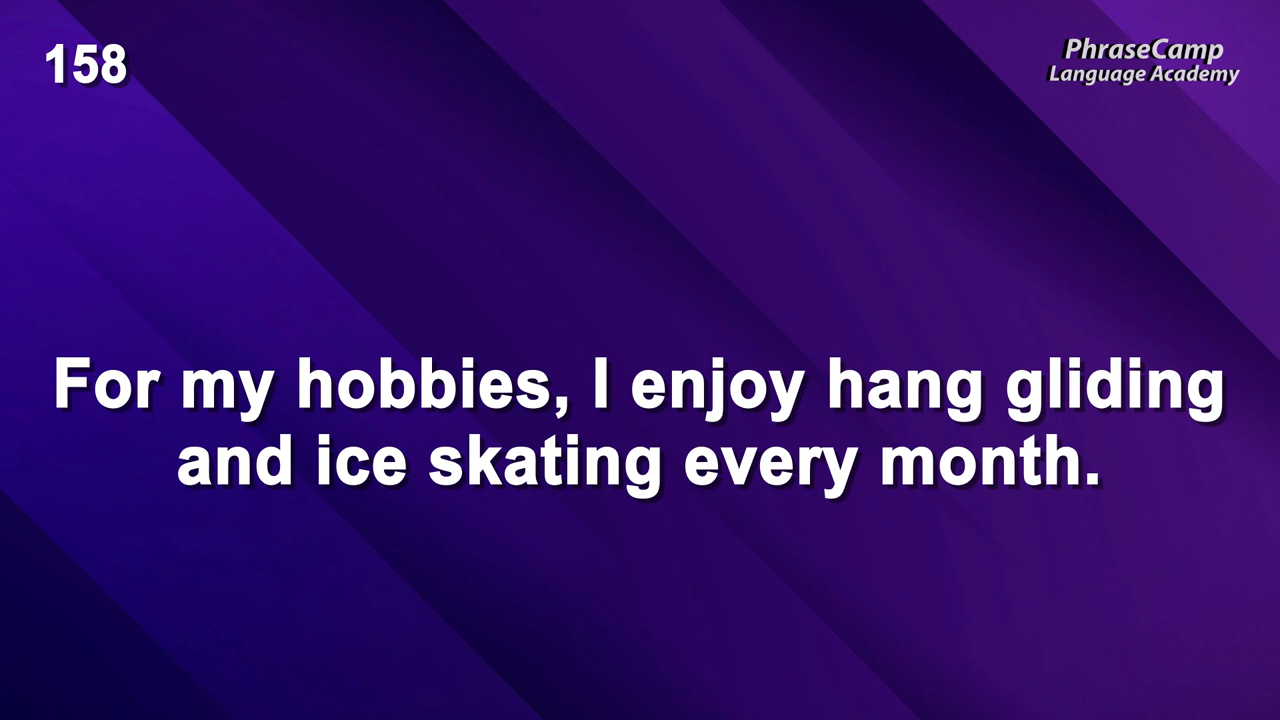 158
PhraseCamp
Language Academy
For my hobbies, I enjoy hang gliding
and ice skating every month.